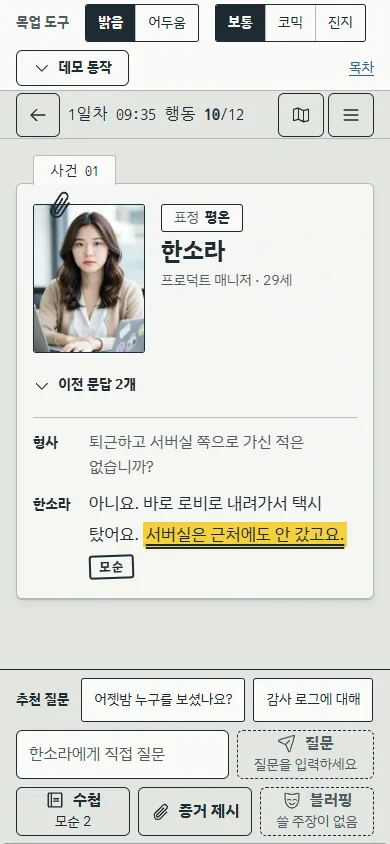 목업 도구
밝음 어두움
보통 코믹 진지
데모 동작
목차
1일차 09:35 행동 10/12
사건 01
표정 평온
한소라
프로덕트 매니저 · 29세
이전 문답 2개
형사 퇴근하고 서버실 쪽으로 가신 적은
없습니까?
한소라 아니요. 바로 로비로 내려가서 택시
탔어요. 서버실은 근처에도 안 갔고요.
모순
추천 질문 어젯밤 누구를 보셨나요? 감사 로그에 대해
한소라에게 직접 질문
질문
질문을 입력하세요
수첩
모순 2
증거 제시
블러핑
쓸 주장이 없음